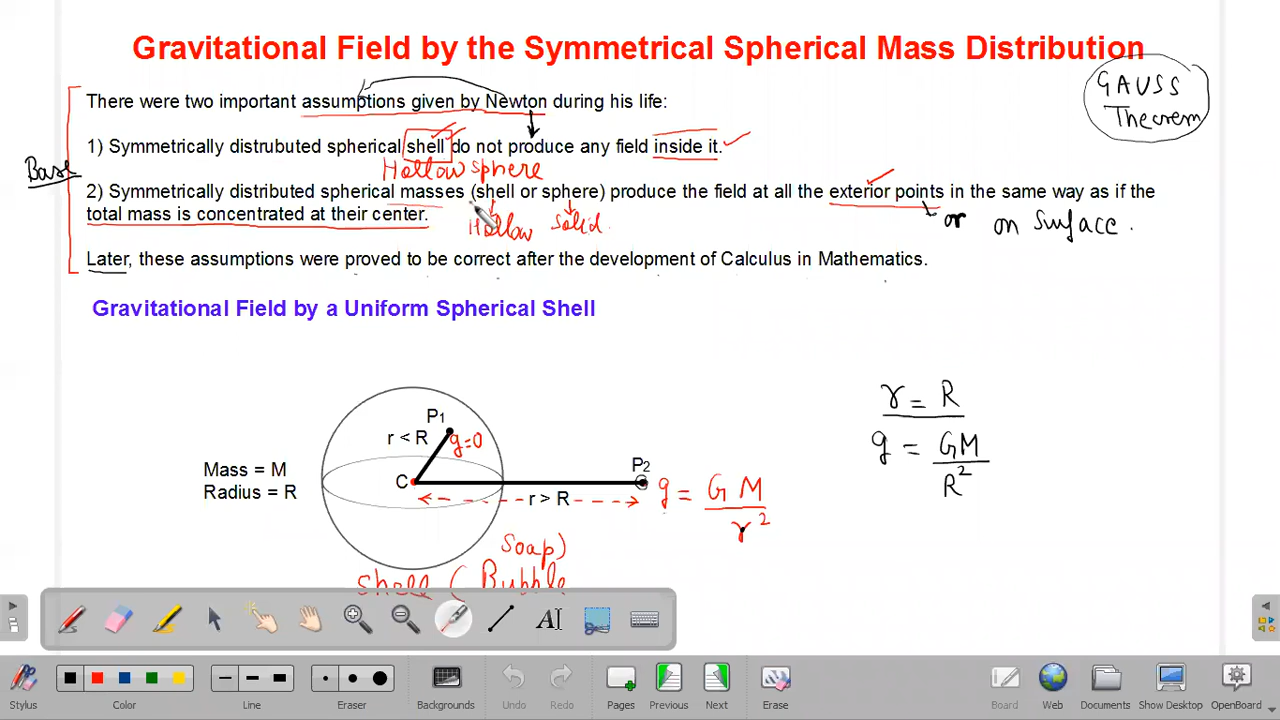 Gravitational Field by the Symmetrical Spherical Mass Distribution
GAUSS
Theorem
There were two important assumptions given by Newton during his life:
1) Symmetrically distrubuted spherical shell do not produce any field inside it.
Hollow sphere
Base
2) Symmetrically distributed spherical masses (shell or sphere) produce the field at all the exterior points in the same way as if the
total mass is concentrated at their center.
Hollow Solid
or on Surface.
Later, these assumptions were proved to be correct after the development of Calculus in Mathematics.
Gravitational Field by a Uniform Spherical Shell
r = R
g = GM
R²
P1
r < R
g=0
Mass = M
Radius = R
C
P2
r > R
g = G M
r²
Soap)
Shell ( Bubble
AI
Stylus Color Line Eraser Backgrounds Undo Redo Pages Previous Next Erase Board Web Documents Show Desktop OpenBoard